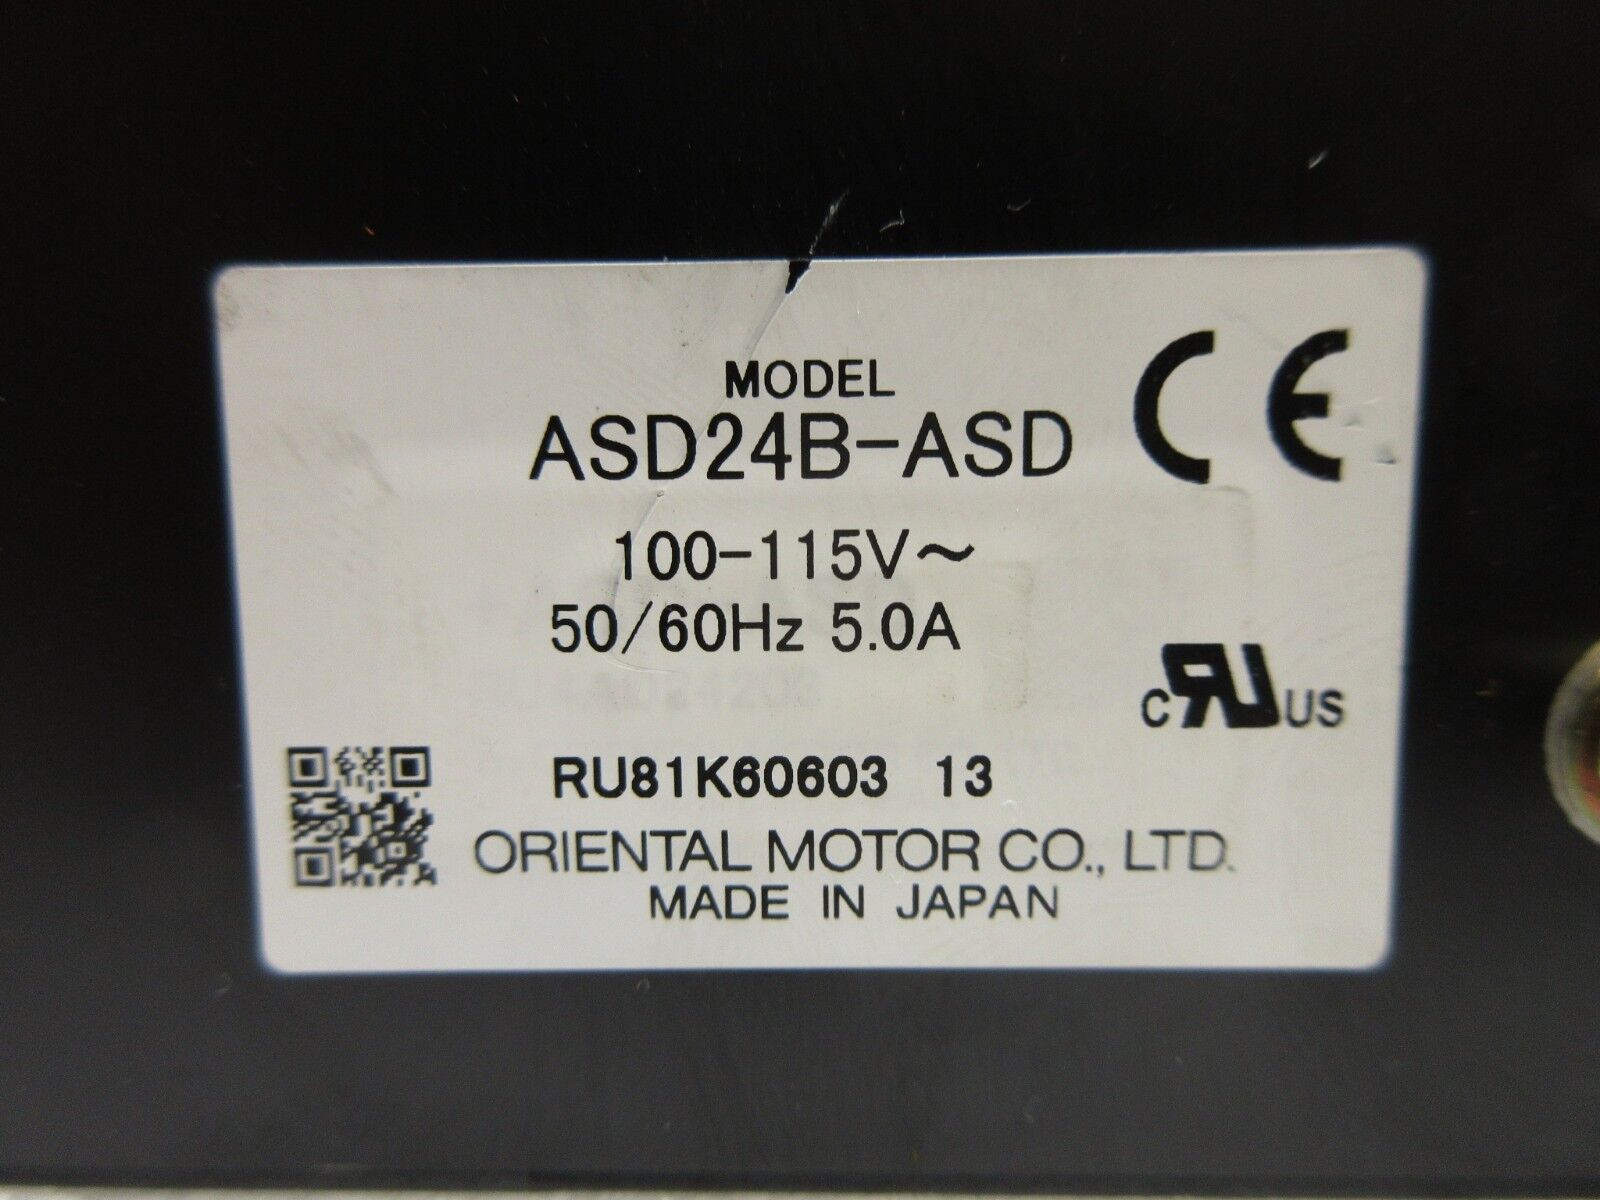 MODEL
ASD24B-ASD
CE
100-115V~
50/60Hz 5.0A
c RU US
RU81K60603 13
ORIENTAL MOTOR CO., LTD.
MADE IN JAPAN